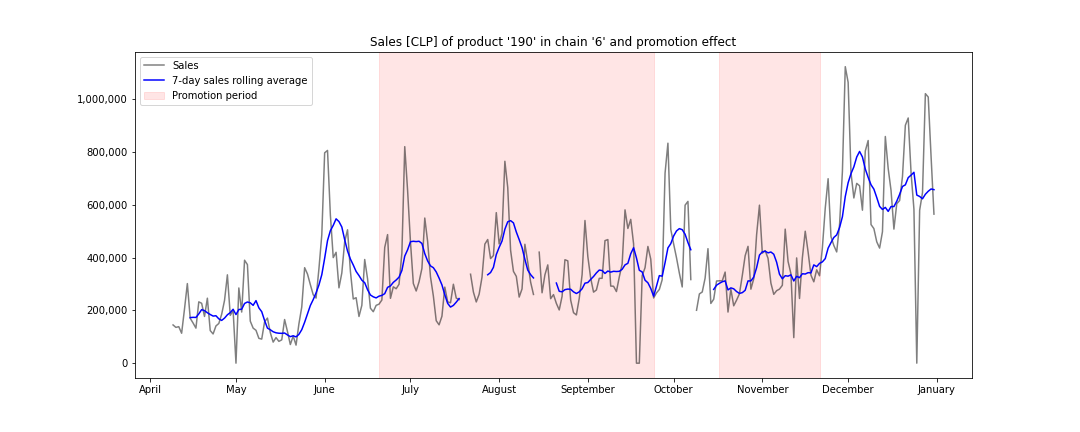 Sales [CLP] of product '190' in chain '6' and promotion effect
Sales
7-day sales rolling average
Promotion period
1,000,000
800,000
600,000
400,000
200,000
0
April May June July August September October November December January